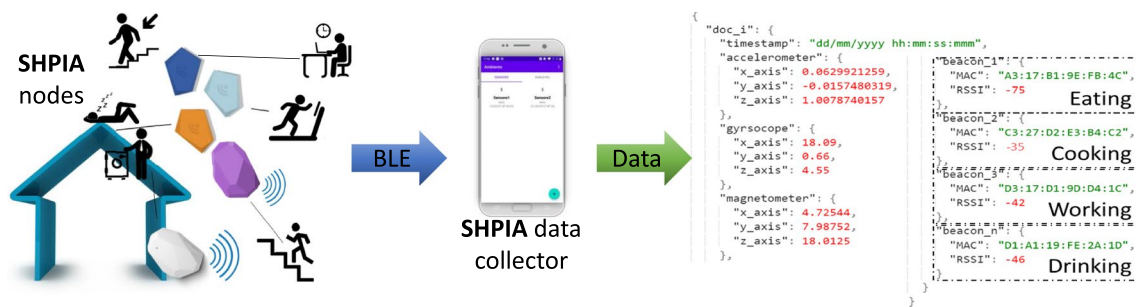 SHPIA
nodes
BLE
SHPIA data
collector
Data
{
"doc_i": {
"timestamp": "dd/mm/yyyy hh:mm:ss:mmm",
"accelerometer": {
"x_axis": 0.0629921259,
"y_axis": -0.0157480319,
"z_axis": 1.0078740157
},
"gyrsocope": {
"x_axis": 18.09,
"y_axis": 0.66,
"z_axis": 4.55
},
"magnetometer": {
"x_axis": 4.72544,
"y_axis": 7.98752,
"z_axis": 18.0125
},
"beacon_1": {
"MAC": "A3:17:B1:9E:FB:4C",
"RSSI": -75
},
Eating
"beacon_2": {
"MAC": "C3:27:D2:E3:B4:C2",
"RSSI": -35
},
Cooking
"beacon_3": {
"MAC": "D3:17:D1:9D:D4:1C",
"RSSI": -42
},
Working
"beacon_n": {
"MAC": "D1:A1:19:FE:2A:1D",
"RSSI": -46
}
Drinking
}
}